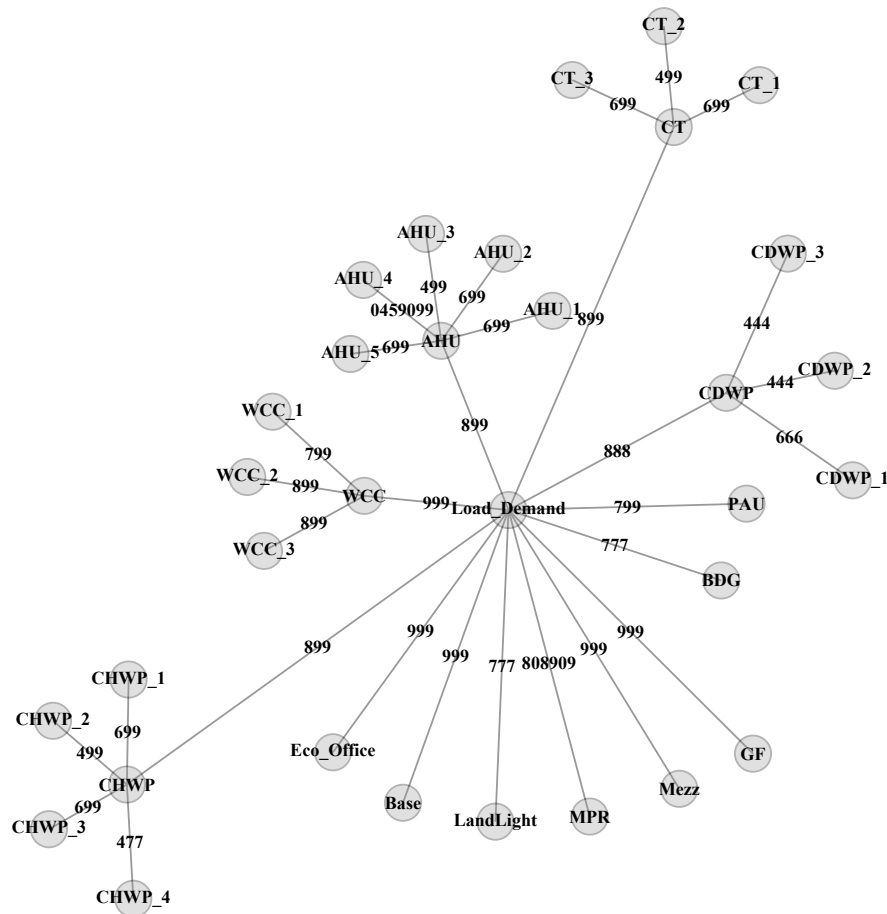 CT_2
CT_3
499
CT_1
699
699
CT
AHU_3
AHU_2
CDWP_3
AHU_4
499
699
0459099
AHU_1
899
444
699
AHU
699
AHU_5
CDWP_2
444
CDWP
WCC_1
899
666
799
888
WCC_2
899
CDWP_1
WCC
999
Load_Demand
799
PAU
899
WCC_3
777
BDG
999
999
899
999
777
808909
999
CHWP_1
CHWP_2
699
499
Eco_Office
GF
CHWP
Mezz
699
Base
LandLight
MPR
CHWP_3
477
CHWP_4